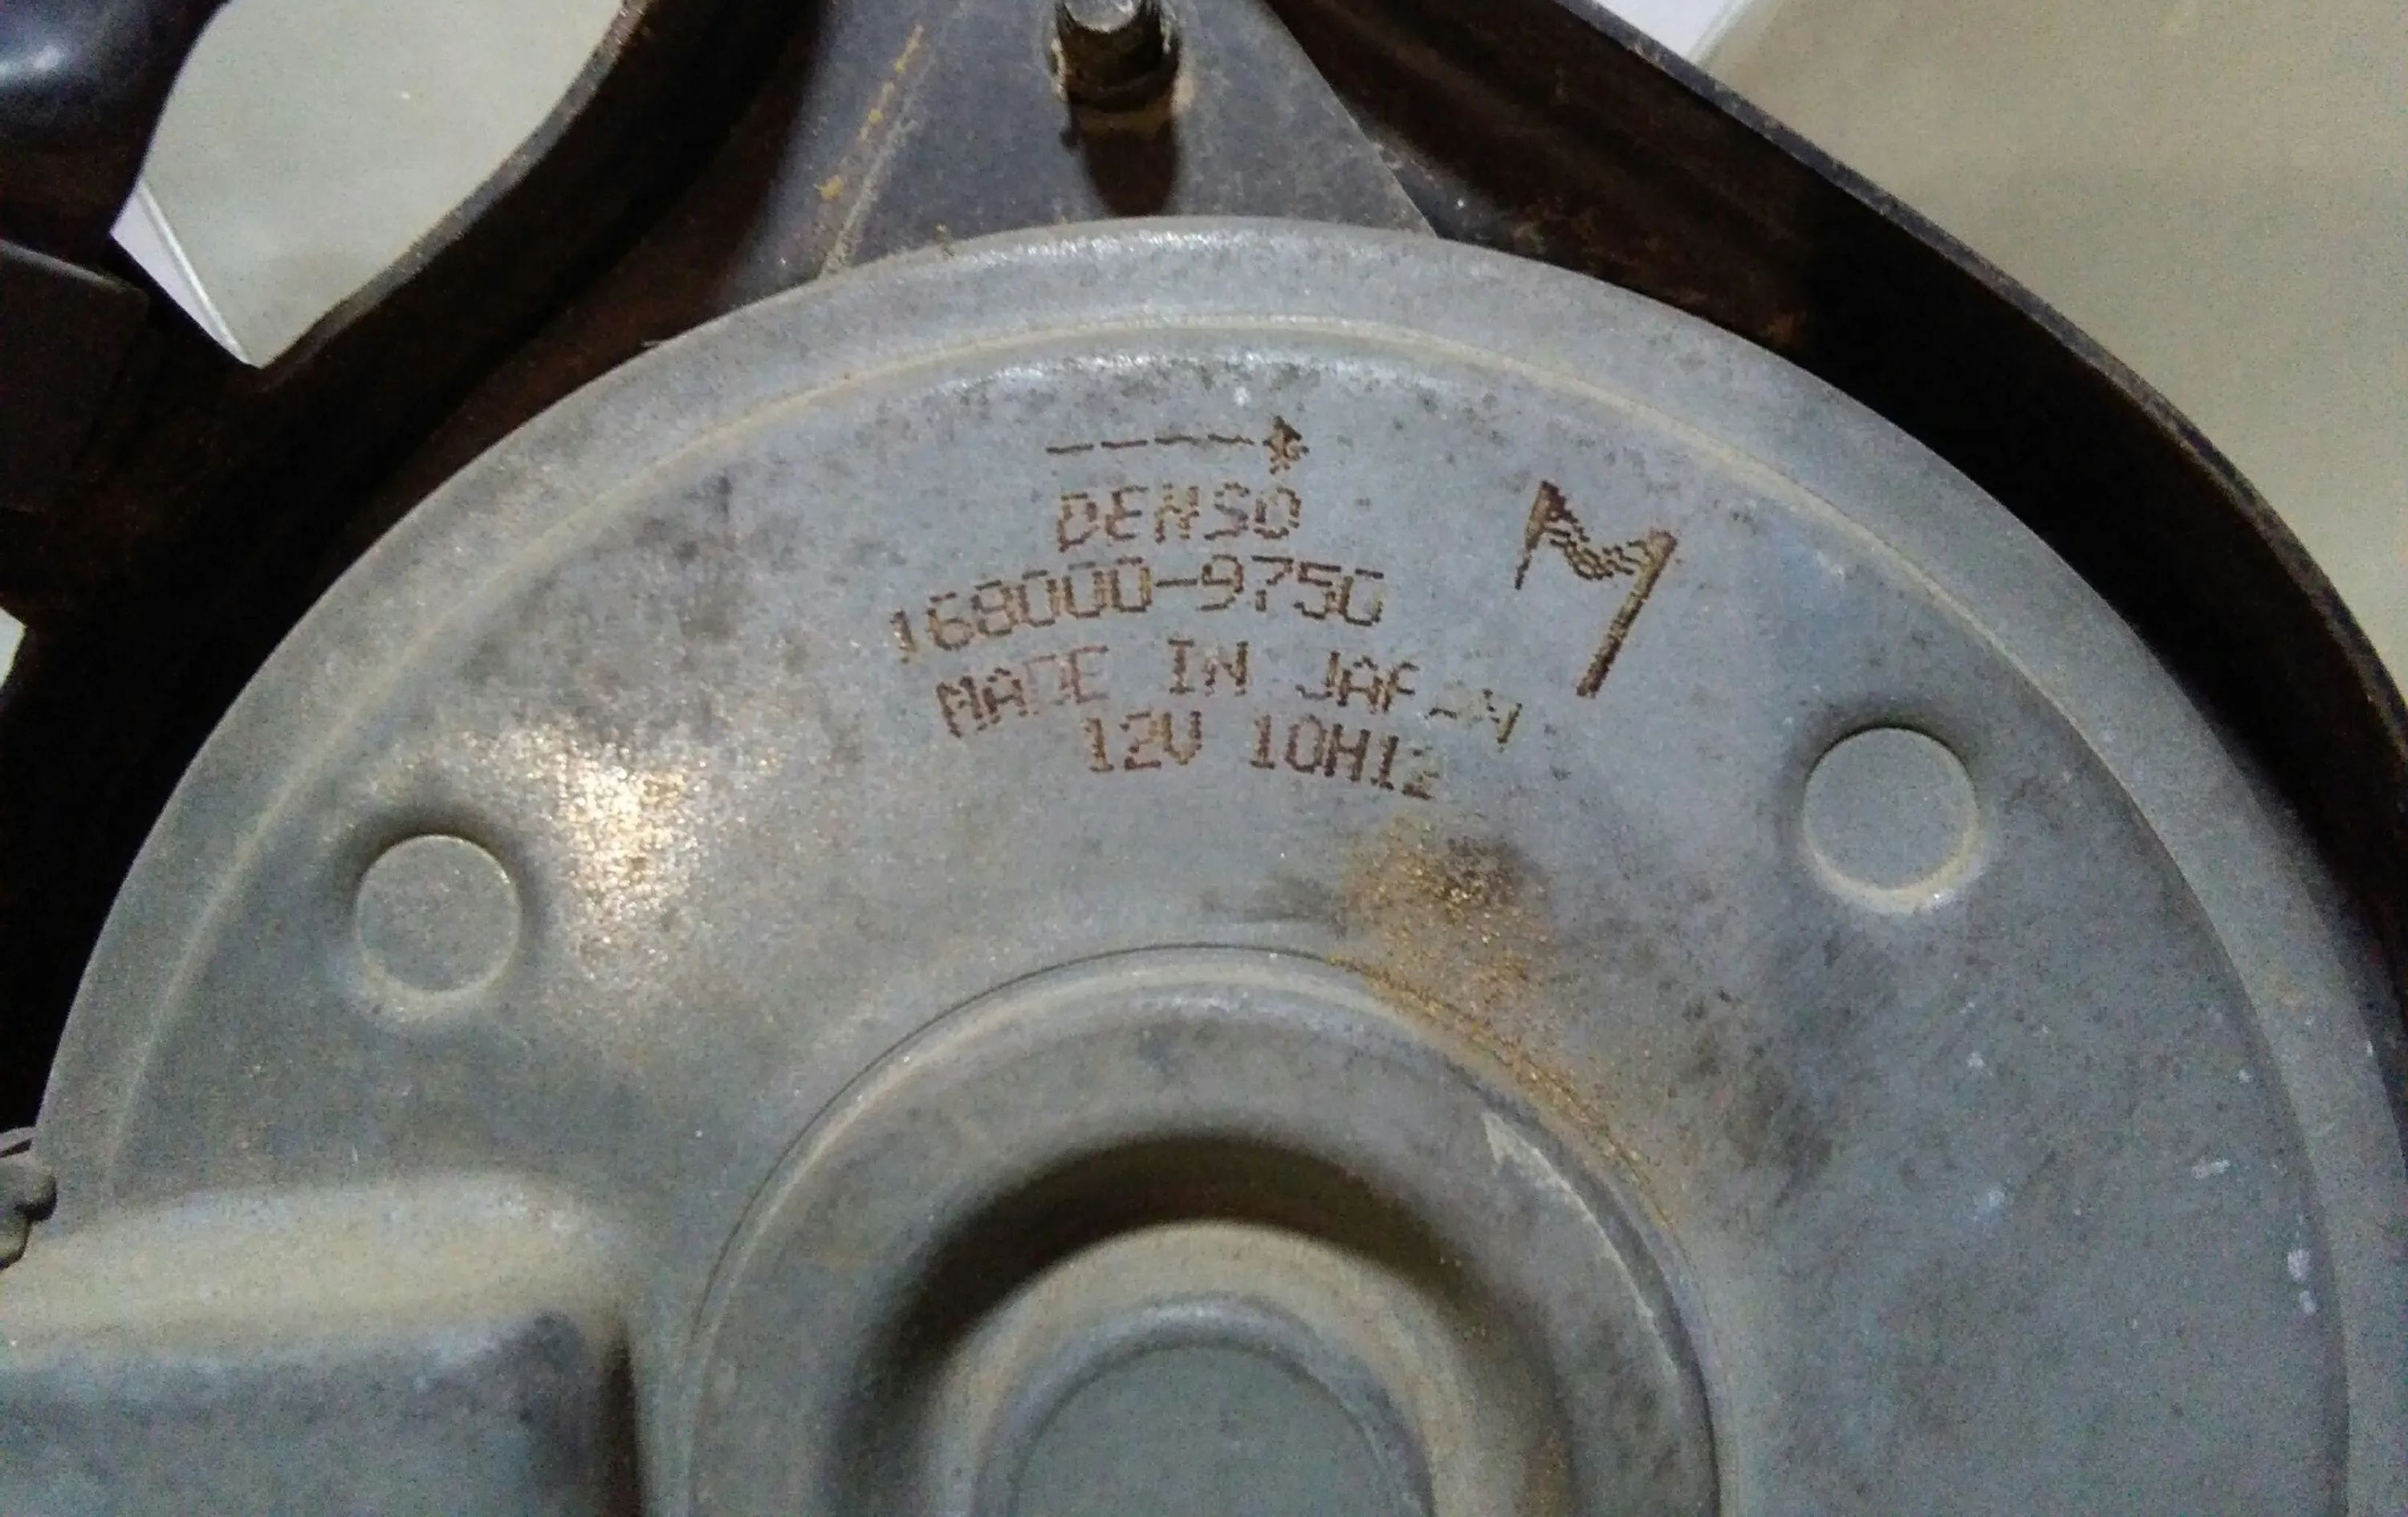 DENSO
168000-9750
MADE IN JAPAN
12V 10H12
M